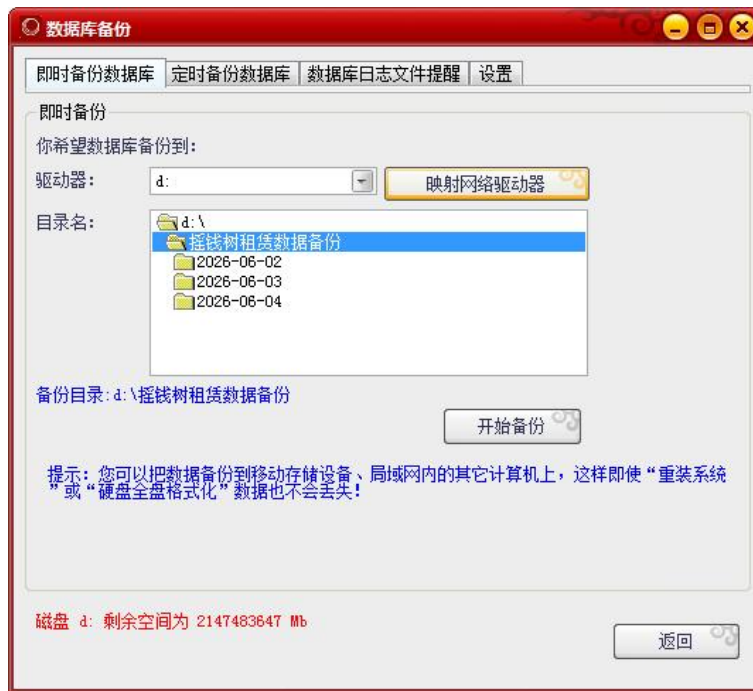 数据库备份
即时备份数据库 定时备份数据库 数据库日志文件提醒 设置
即时备份
你希望数据库备份到:
驱动器: d: 映射网络驱动器
目录名: d:\
摇钱树租赁数据备份
2026-06-02
2026-06-03
2026-06-04
备份目录:d:\摇钱树租赁数据备份
开始备份
提示: 您可以把数据备份到移动存储设备、局域网内的其它计算机上，这样即使“重装系统
”或“硬盘全盘格式化”数据也不会丢失!
磁盘 d: 剩余空间为 2147483647 Mb
返回